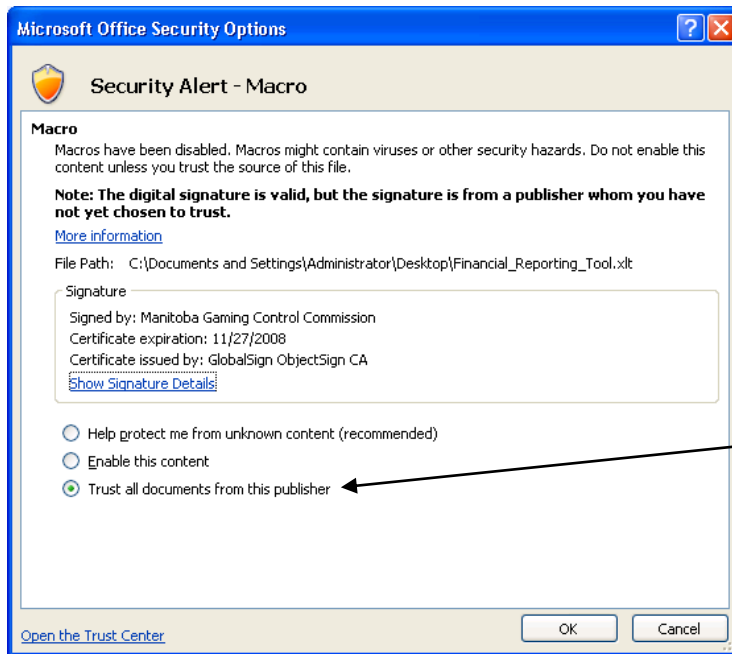 Microsoft Office Security Options
Security Alert - Macro
Macro
Macros have been disabled. Macros might contain viruses or other security hazards. Do not enable this
content unless you trust the source of this file.
Note: The digital signature is valid, but the signature is from a publisher whom you have
not yet chosen to trust.
More information
File Path: C:\Documents and Settings\Administrator\Desktop\Financial_Reporting_Tool.xlt
Signature
Signed by: Manitoba Gaming Control Commission
Certificate expiration: 11/27/2008
Certificate issued by: GlobalSign ObjectSign CA
Show Signature Details
Help protect me from unknown content (recommended)
Enable this content
Trust all documents from this publisher
Open the Trust Center
OK
Cancel